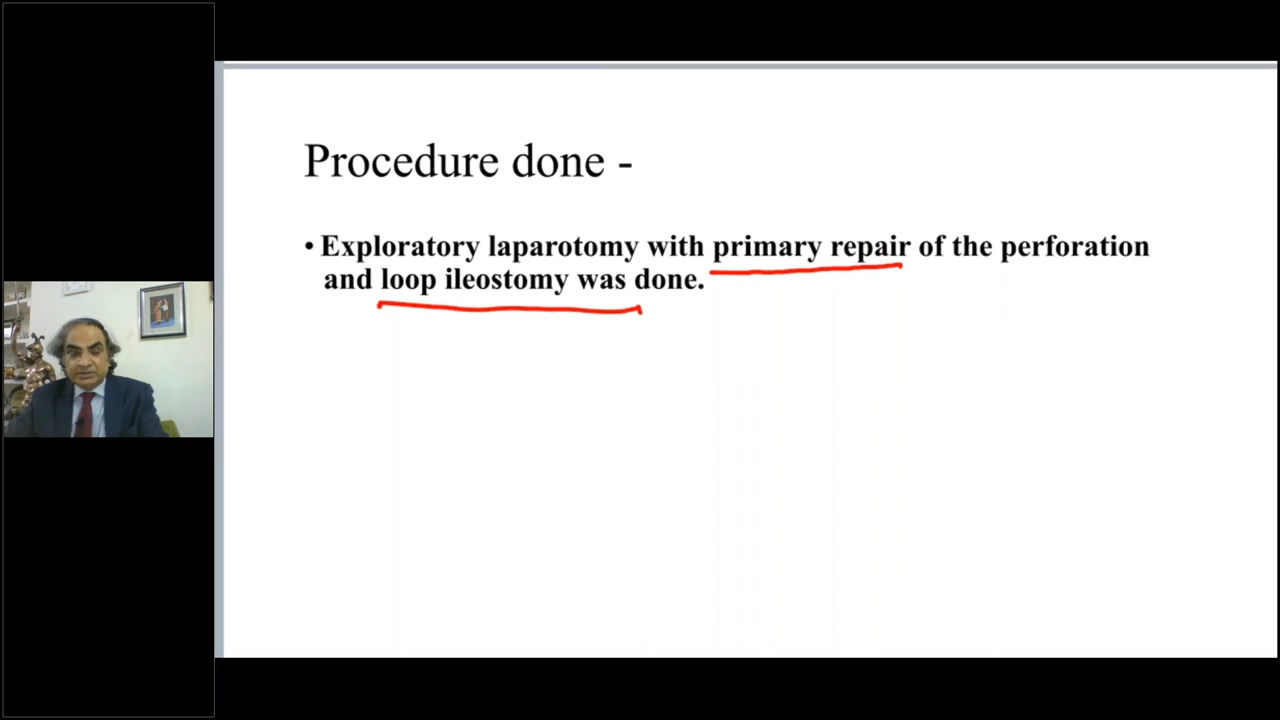 Procedure done -
• Exploratory laparotomy with primary repair of the perforation
and loop ileostomy was done.